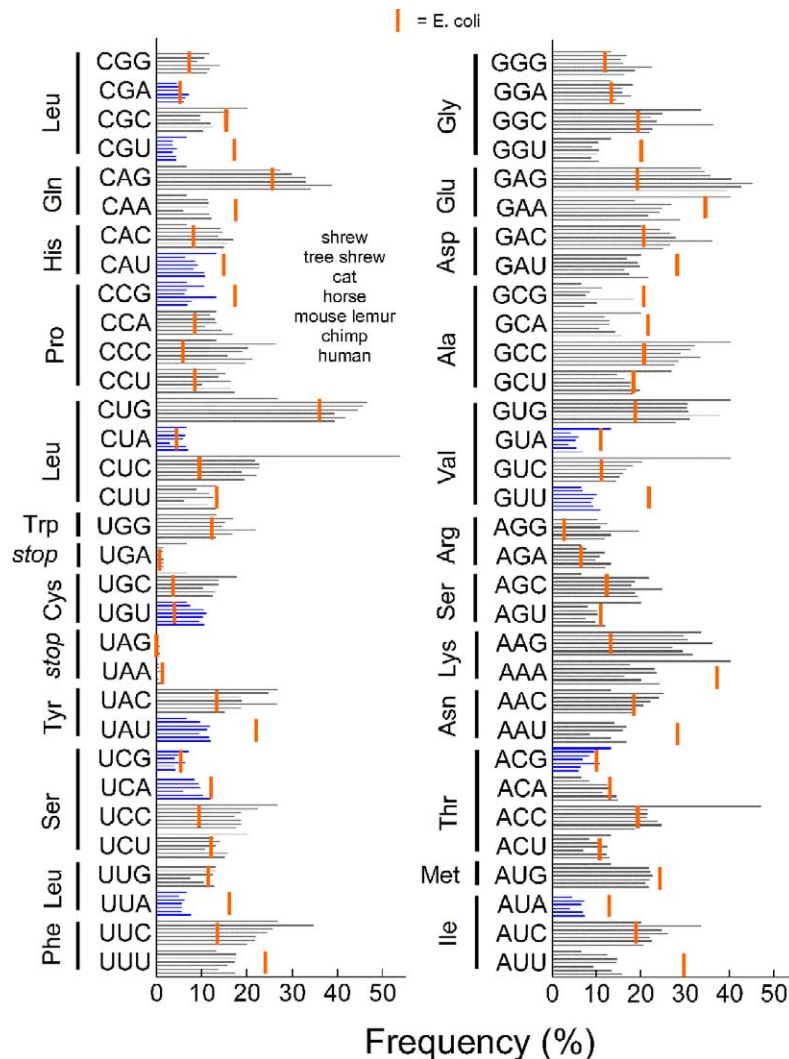 = E. coli
Leu
CGG
CGA
CGC
CGU
Gln
CAG
CAA
His
CAC
CAU
Pro
CCG
CCA
CCC
CCU
Leu
CUG
CUA
CUC
CUU
Trp
UGG
stop
UGA
Cys
UGC
UGU
stop
UAG
UAA
Tyr
UAC
UAU
Ser
UCG
UCA
UCC
UCU
Leu
UUG
UUA
Phe
UUC
UUU
0 10 20 30 40 50
shrew
tree shrew
cat
horse
mouse lemur
chimp
human
Gly
GGG
GGA
GGC
GGU
Glu
GAG
GAA
Asp
GAC
GAU
Ala
GCG
GCA
GCC
GCU
Val
GUG
GUA
GUC
GUU
Arg
AGG
AGA
Ser
AGC
AGU
Lys
AAG
AAA
Asn
AAC
AAU
Thr
ACG
ACA
ACC
ACU
Met
AUG
Ile
AUA
AUC
AUU
0 10 20 30 40 50
Frequency (%)